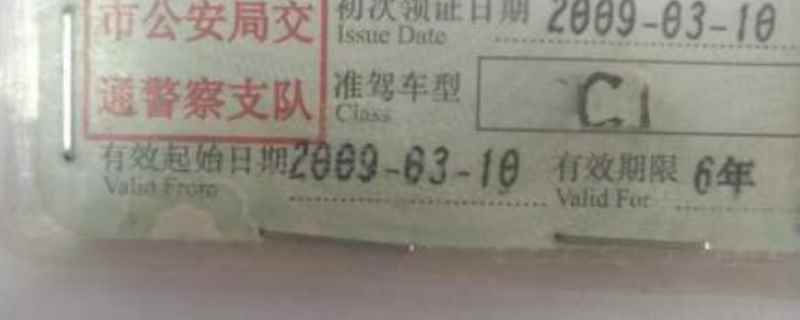 市公安局交
通警察支队
初次领证日期 2009-03-10
Issue Date
准驾车型 C1
Class
有效起始日期 2009-03-10 有效期限 6年
Valid From Valid For